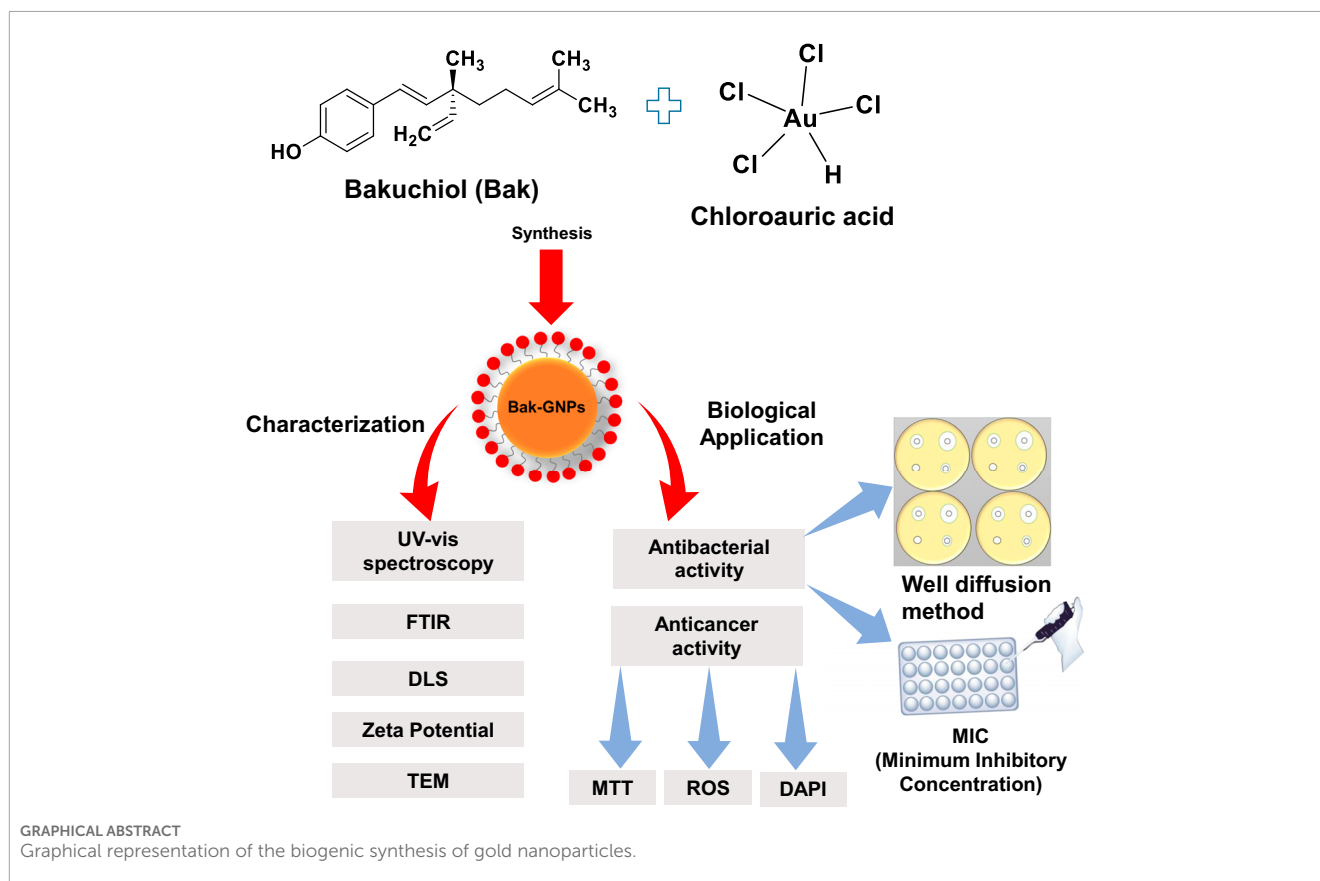 CH₃
CH₃
CH₃
H₂C
HO
Bakuchiol (Bak)
Cl
Cl
Cl
Au
Cl
H
Chloroauric acid
Synthesis
Bak-GNPs
Characterization
Biological
Application
UV-vis
spectroscopy
FTIR
DLS
Zeta Potential
TEM
Antibacterial
activity
Anticancer
activity
MTT
ROS
DAPI
Well diffusion
method
MIC
(Minimum Inhibitory
Concentration)
GRAPHICAL ABSTRACT
Graphical representation of the biogenic synthesis of gold nanoparticles.